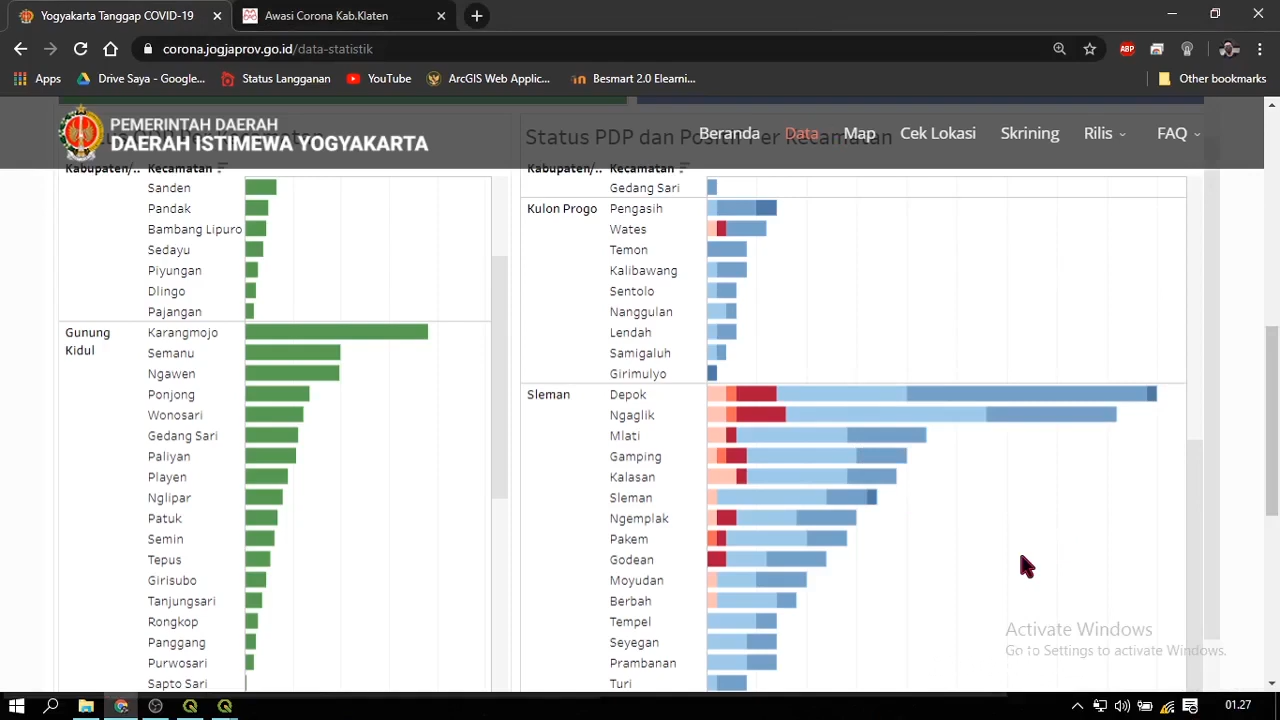 Yogyakarta Tanggap COVID-19
Awasi Corona Kab.Klaten
corona.jogjaprov.go.id/data-statistik
ABP
Apps
Drive Saya - Google...
Status Langganan
YouTube
ArcGIS Web Applic...
Besmart 2.0 Elearni...
Other bookmarks
PEMERINTAH DAERAH
DAERAH ISTIMEWA YOGYAKARTA
Beranda
Data
Map
Cek Lokasi
Skrining
Rilis
FAQ
Status PDP dan Positif Per Kecamatan
Kabupaten/.. Kecamatan
Sanden
Pandak
Bambang Lipuro
Sedayu
Piyungan
Dlingo
Pajangan
Gunung Kidul
Karangmojo
Semanu
Ngawen
Ponjong
Wonosari
Gedang Sari
Paliyan
Playen
Nglipar
Patuk
Semin
Tepus
Girisubo
Tanjungsari
Rongkop
Panggang
Purwosari
Sapto Sari
Kabupaten/.. Kecamatan
Gedang Sari
Kulon Progo
Pengasih
Wates
Temon
Kalibawang
Sentolo
Nanggulan
Lendah
Samigaluh
Girimulyo
Sleman
Depok
Ngaglik
Mlati
Gamping
Kalasan
Sleman
Ngemplak
Pakem
Godean
Moyudan
Berbah
Tempel
Seyegan
Prambanan
Turi
Activate Windows
Go to Settings to activate Windows.
01.27